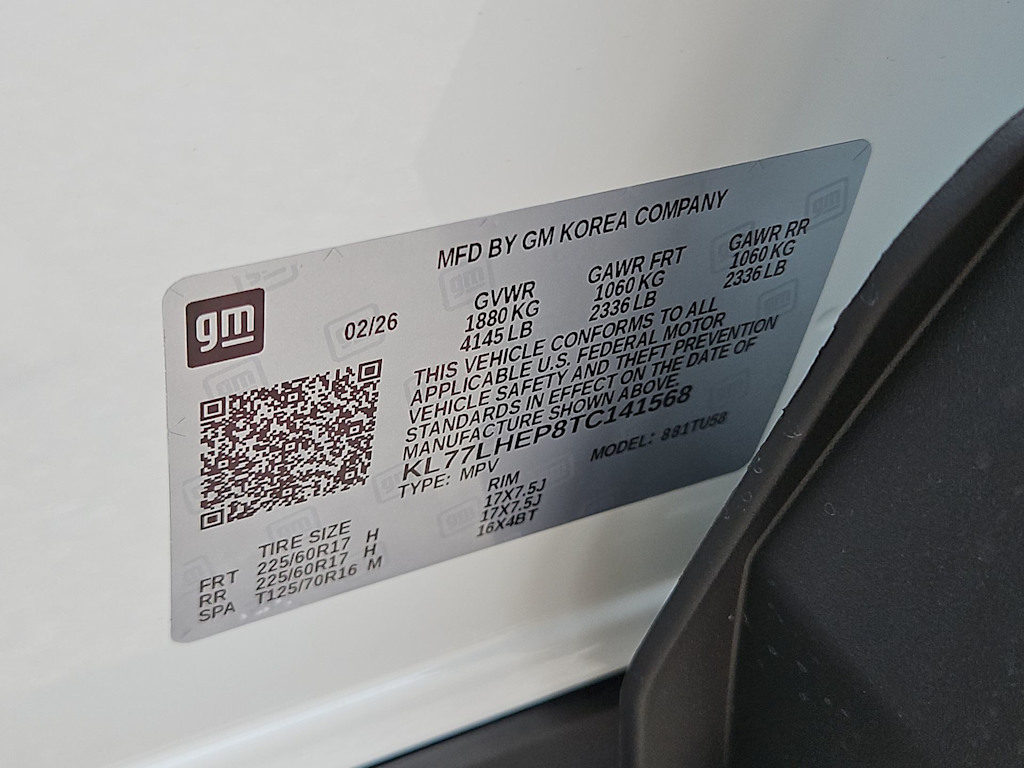 gm
02/26
MFD BY GM KOREA COMPANY
GVWR GAWR FRT GAWR RR
1880 KG 1060 KG 1060 KG
4145 LB 2336 LB 2336 LB
THIS VEHICLE CONFORMS TO ALL
APPLICABLE U.S. FEDERAL MOTOR
VEHICLE SAFETY AND THEFT PREVENTION
STANDARDS IN EFFECT ON THE DATE OF
MANUFACTURE SHOWN ABOVE.
KL77LHEP8TC141568
TYPE: MPV MODEL: 881TU58
TIRE SIZE RIM
FRT 225/60R17 H 17X7.5J
RR 225/60R17 H 17X7.5J
SPA T125/70R16 M 16X4BT